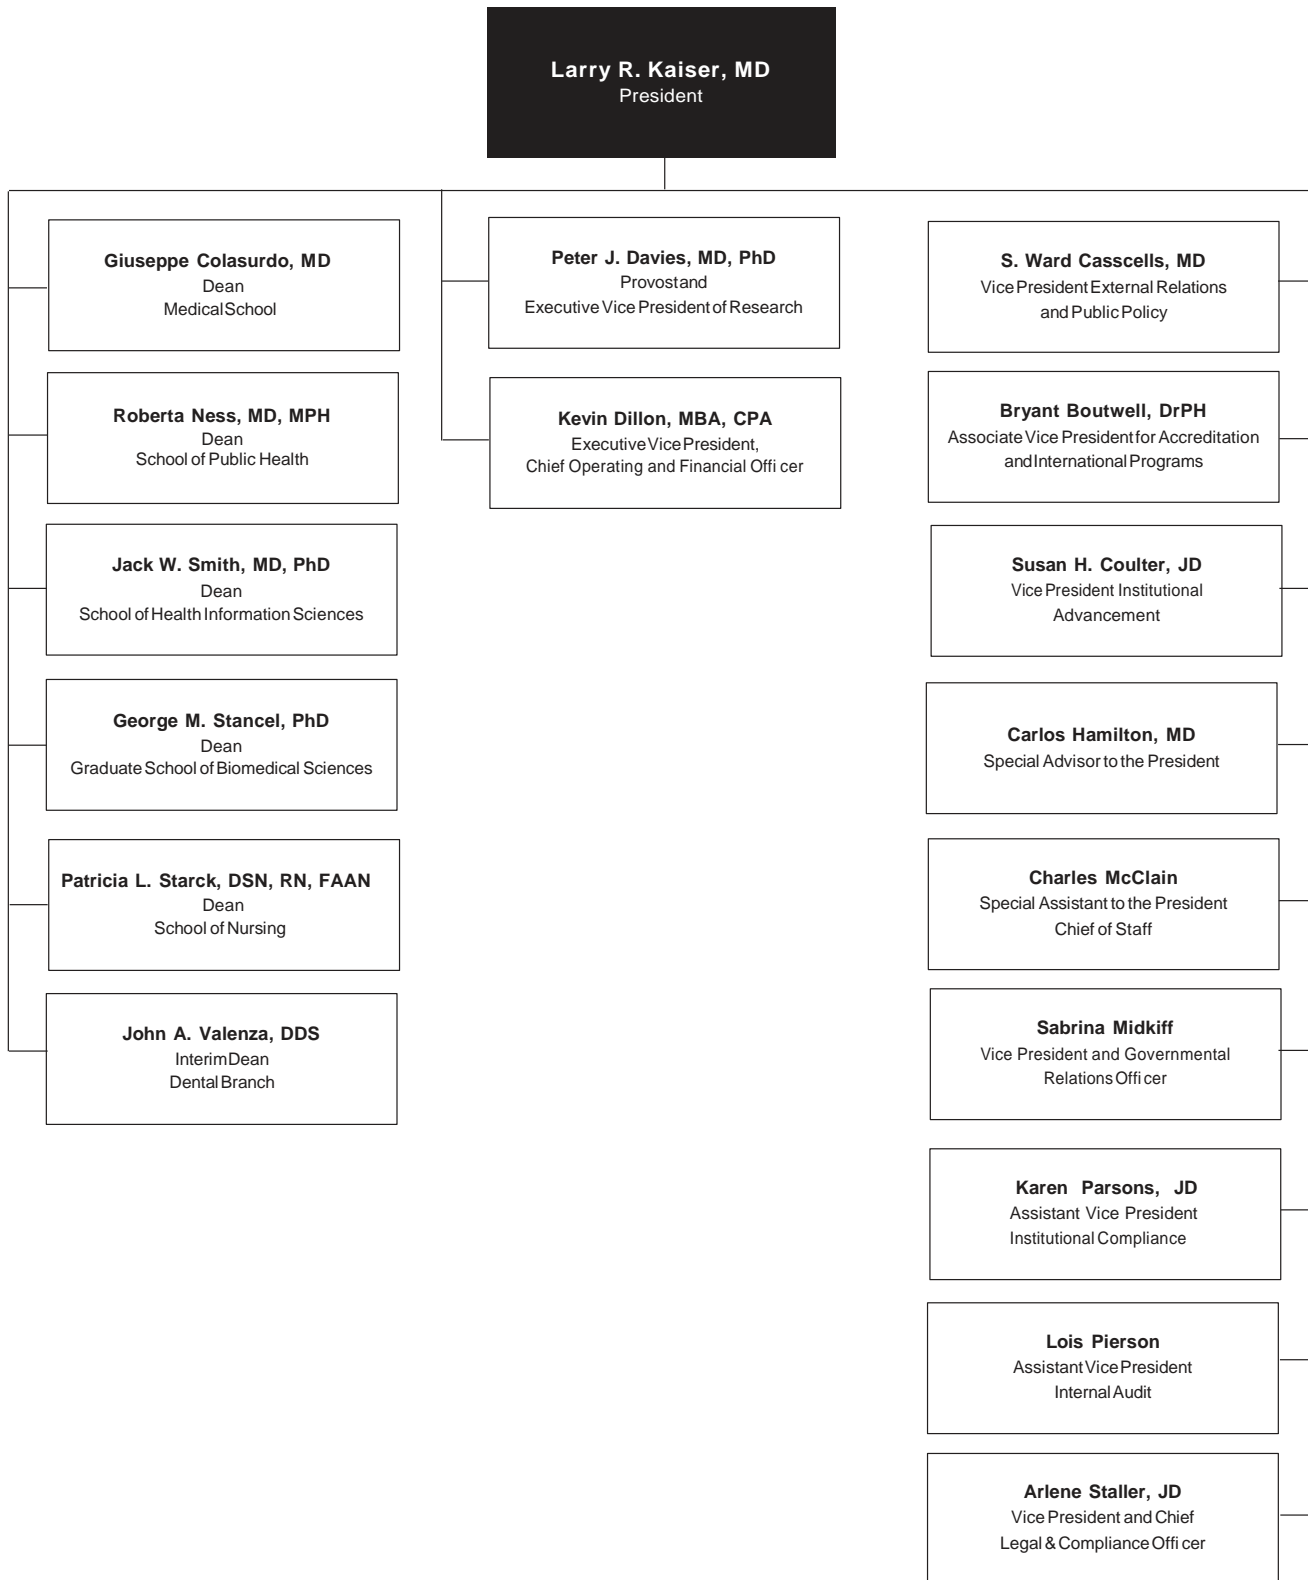 Larry R. Kaiser, MD
President
Giuseppe Colasurdo, MD
Dean
Medical School
Roberta Ness, MD, MPH
Dean
School of Public Health
Jack W. Smith, MD, PhD
Dean
School of Health Information Sciences
George M. Stancel, PhD
Dean
Graduate School of Biomedical Sciences
Patricia L. Starck, DSN, RN, FAAN
Dean
School of Nursing
John A. Valenza, DDS
Interim Dean
Dental Branch
Peter J. Davies, MD, PhD
Provost and
Executive Vice President of Research
Kevin Dillon, MBA, CPA
Executive Vice President,
Chief Operating and Financial Officer
S. Ward Casscells, MD
Vice President External Relations
and Public Policy
Bryant Boutwell, DrPH
Associate Vice President for Accreditation
and International Programs
Susan H. Coulter, JD
Vice President Institutional
Advancement
Carlos Hamilton, MD
Special Advisor to the President
Charles McClain
Special Assistant to the President
Chief of Staff
Sabrina Midkiff
Vice President and Governmental
Relations Officer
Karen Parsons, JD
Assistant Vice President
Institutional Compliance
Lois Pierson
Assistant Vice President
Internal Audit
Arlene Staller, JD
Vice President and Chief
Legal & Compliance Officer